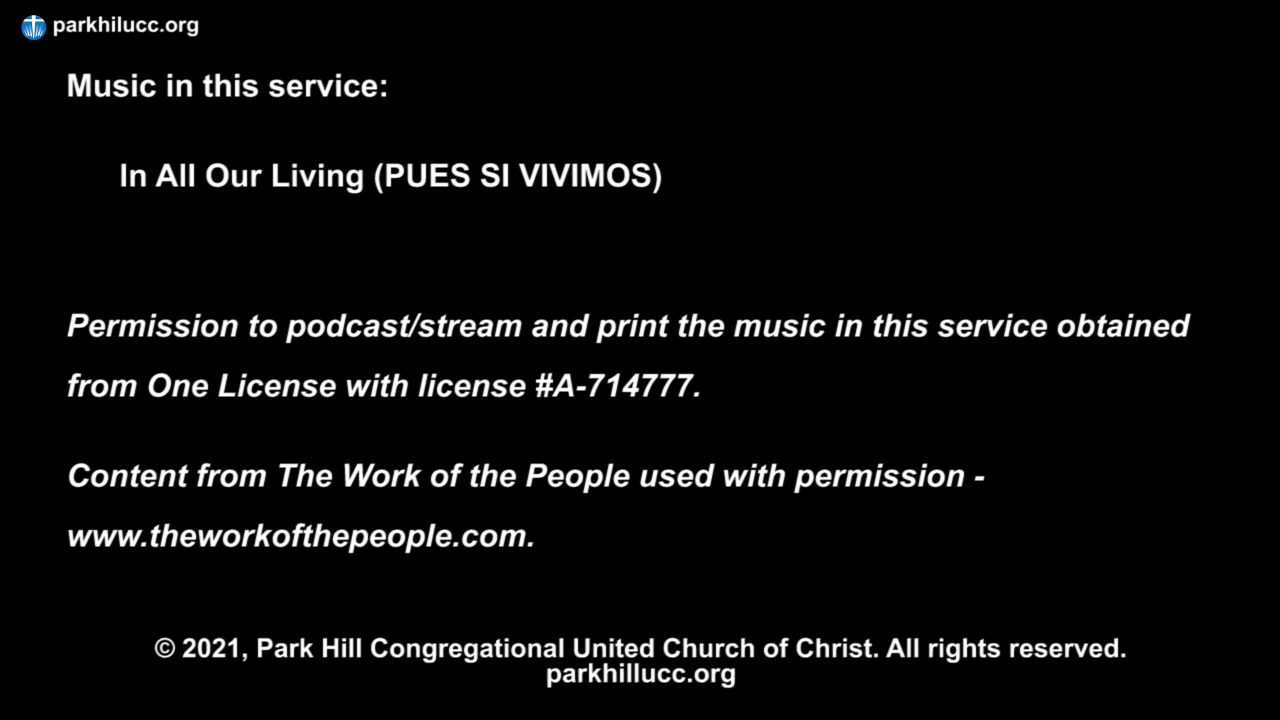 parkhilucc.org
Music in this service:
In All Our Living (PUES SI VIVIMOS)
Permission to podcast/stream and print the music in this service obtained
from One License with license #A-714777.
Content from The Work of the People used with permission -
www.theworkofthepeople.com.
© 2021, Park Hill Congregational United Church of Christ. All rights reserved.
parkhillucc.org